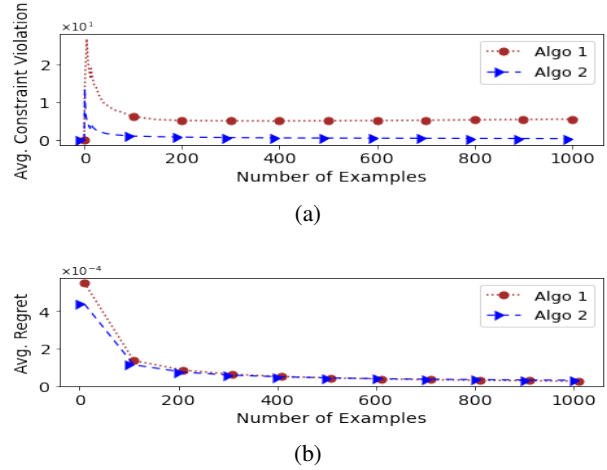 ×10¹
Avg. Constraint Violation
2
1
0
Algo 1
Algo 2
0 200 400 600 800 1000
Number of Examples
(a)
×10⁻⁴
Avg. Regret
4
2
0
Algo 1
Algo 2
0 200 400 600 800 1000
Number of Examples
(b)